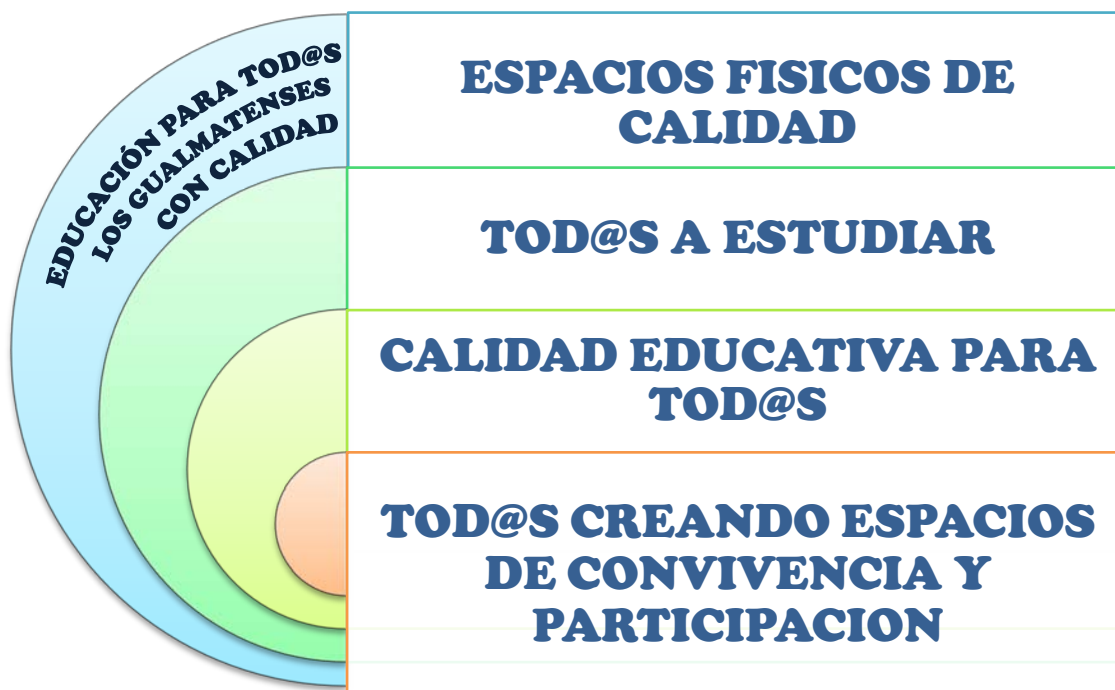 EDUCACIÓN PARA TOD@S
LOS GUALMATENSES
CON CALIDAD
ESPACIOS FISICOS DE
CALIDAD
TOD@S A ESTUDIAR
CALIDAD EDUCATIVA PARA
TOD@S
TOD@S CREANDO ESPACIOS
DE CONVIVENCIA Y
PARTICIPACION